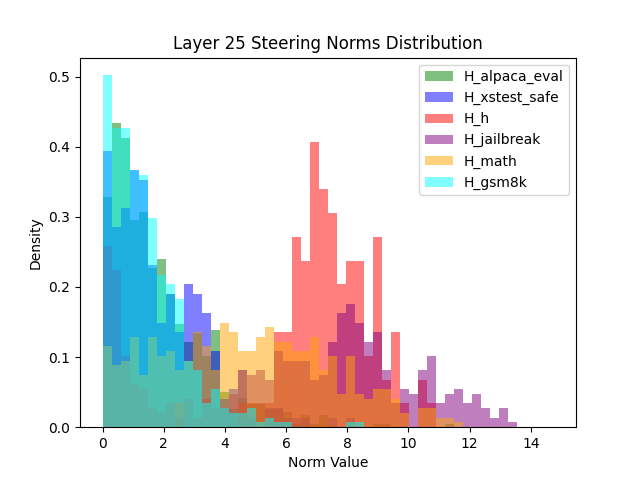 Layer 25 Steering Norms Distribution
H_alpaca_eval
H_xstest_safe
H_h
H_jailbreak
H_math
H_gsm8k
Density
0.5
0.4
0.3
0.2
0.1
0.0
0 2 4 6 8 10 12 14
Norm Value